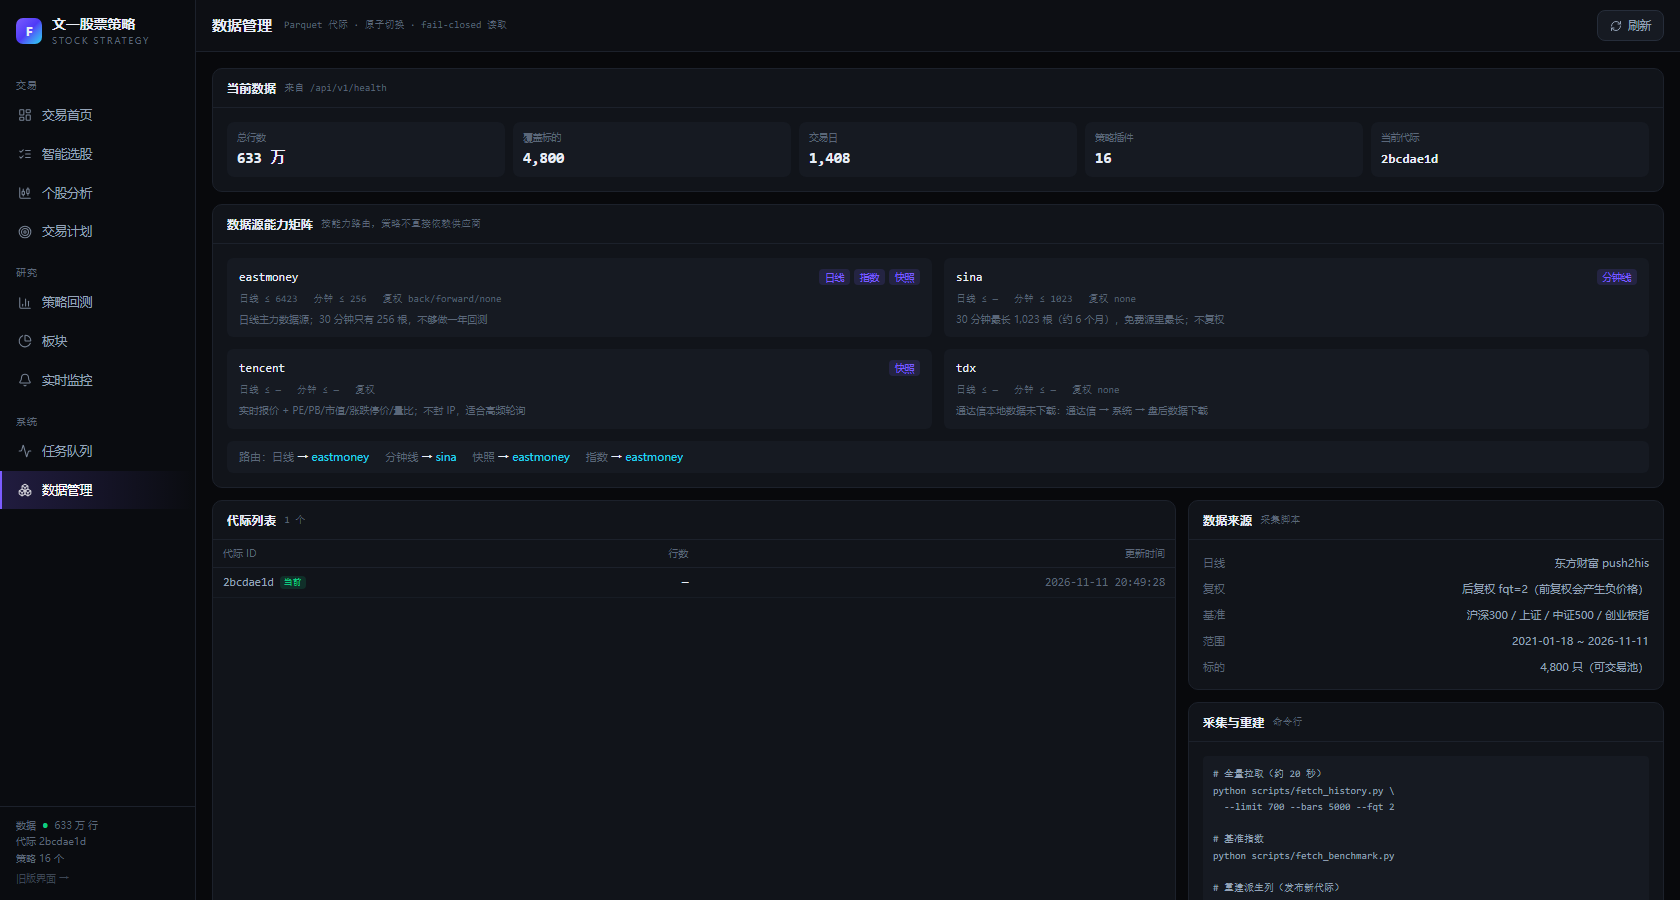 F
文一股票策略
STOCK STRATEGY
交易
交易首页
智能选股
个股分析
交易计划
研究
策略回测
板块
实时监控
系统
任务队列
数据管理
数据 633 万 行
代际 2bcdae1d
策略 16 个
旧版界面 →
数据管理 Parquet 代际 · 原子切换 · fail-closed 读取
刷新
当前数据 来自 /api/v1/health
总行数
633 万
覆盖标的
4,800
交易日
1,408
策略插件
16
当前代际
2bcdae1d
数据源能力矩阵 按能力路由，策略不直接依赖供应商
eastmoney 日线 指数 快照
日线 ≤ 6423 分钟 ≤ 256 复权 back/forward/none
日线主力数据源；30 分钟只有 256 根，不够做一年回测
sina 分钟线
日线 ≤ — 分钟 ≤ 1023 复权 none
30 分钟最长 1,023 根（约 6 个月），免费源里最长；不复权
tencent 快照
日线 ≤ — 分钟 ≤ — 复权
实时报价 + PE/PB/市值/涨跌停价/量比；不封 IP，适合高频轮询
tdx
日线 ≤ — 分钟 ≤ — 复权 none
通达信本地数据未下载：通达信 → 系统 → 盘后数据下载
路由：日线 → eastmoney 分钟线 → sina 快照 → eastmoney 指数 → eastmoney
代际列表 1 个
代际 ID 行数 更新时间
2bcdae1d 当前 — 2026-11-11 20:49:28
数据来源 采集脚本
日线 东方财富 push2his
复权 后复权 fqt=2（前复权会产生负价格）
基准 沪深300 / 上证 / 中证500 / 创业板指
范围 2021-01-18 ~ 2026-11-11
标的 4,800 只（可交易池）
采集与重建 命令行
# 全量拉取（约 20 秒）
python scripts/fetch_history.py \
--limit 700 --bars 5000 --fqt 2
# 基准指数
python scripts/fetch_benchmark.py
# 重建派生列（发布新代际）